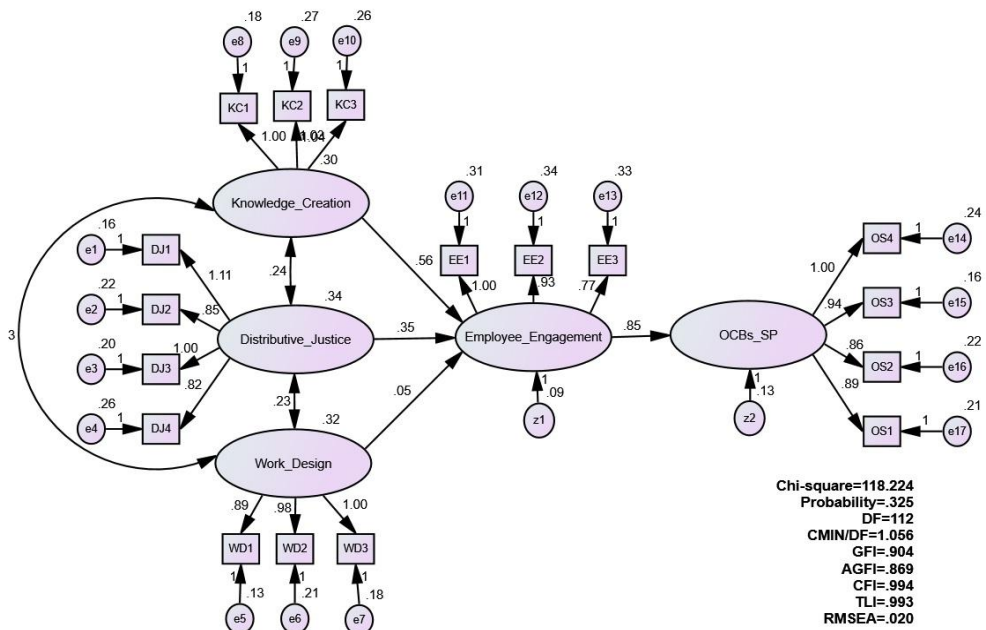 .18 .27 .26
e8 e9 e10
1 1 1
KC1 KC2 KC3
1.00 1.04
.30
Knowledge_Creation
.31 .34 .33
e11 e12 e13
1 1 1
EE1 EE2 EE3
1.00 .93 .77
.16
e1 1 DJ1
1.11
.22
e2 1 DJ2
.85
.20
e3 1 DJ3
1.00
.26
e4 1 DJ4
.82
.24
.34
Distributive_Justice
.56
.35
.05
Employee_Engagement
.85
OCBs_SP
1
.09
z1
1
.13
z2
1.00
OS4 1 e14
.24
.94
OS3 1 e15
.16
.86
OS2 1 e16
.22
.89
OS1 1 e17
.21
3
.23
.32
Work_Design
.89 .98 1.00
WD1 WD2 WD3
1 1 1
.13 .21 .18
e5 e6 e7
Chi-square=118.224
Probability=.325
DF=112
CMIN/DF=1.056
GFI=.904
AGFI=.869
CFI=.994
TLI=.993
RMSEA=.020